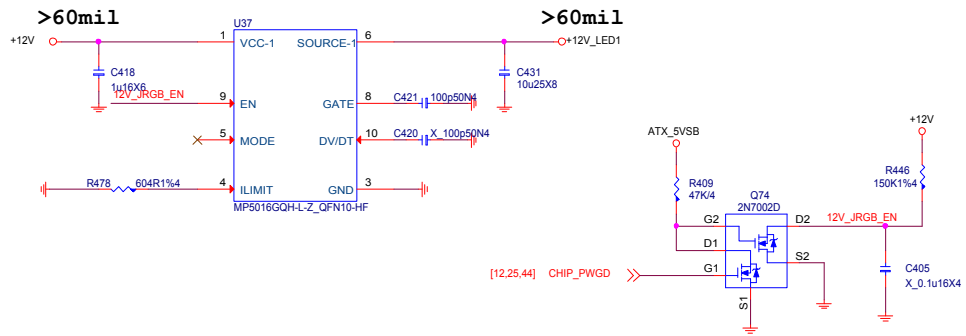 >60mil
>60mil
U37
+12V
1
VCC-1
SOURCE-1
6
+12V_LED1
C418
1u16X6
C431
10u25X8
12V_JRGB_EN
9
EN
GATE
8
C421
100p50N4
5
MODE
DV/DT
10
C420
X_100p50N4
R478
604R1%4
4
ILIMIT
GND
3
MP5016GQH-L-Z_QFN10-HF
ATX_5VSB
+12V
R409
47K/4
R446
150K1%4
Q74
2N7002D
12V_JRGB_EN
G2
D2
D1
S2
C405
X_0.1u16X4
[12,25,44]
CHIP_PWGD
G1
S1